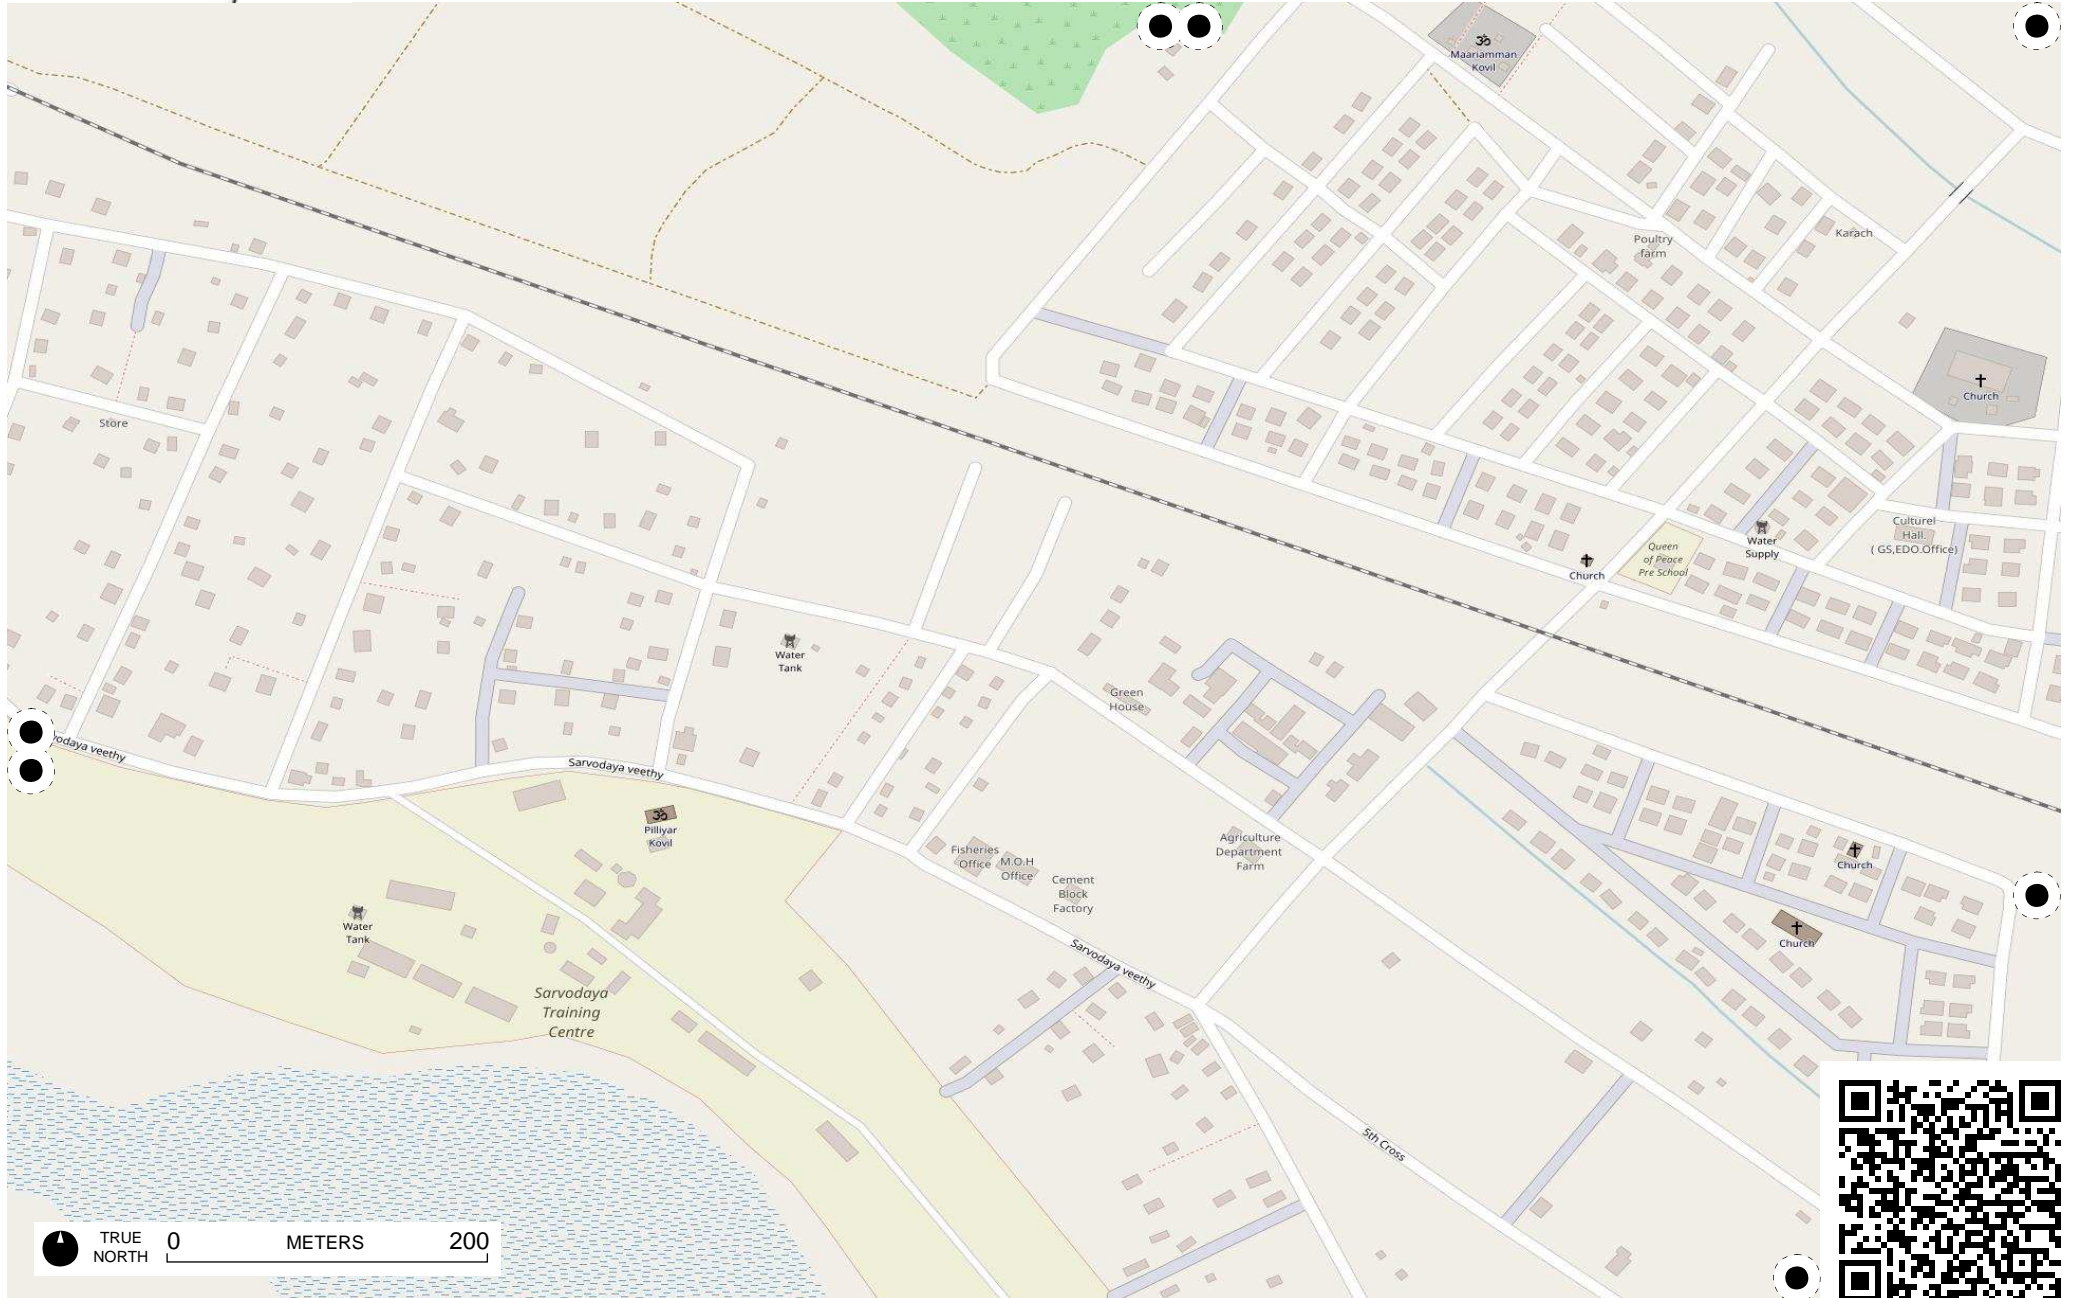 ॐ
Maariamman
Kovil
Poultry
farm
Karach
Church
Store
Culturel
Hall.
( GS,EDO.Office)
Water
Supply
Queen
of Peace
Pre School
Church
Water
Tank
Green
House
Sarvodaya veethy
ॐ
Pilliyar
Kovil
Fisheries
Office
M.O.H
Office
Cement
Block
Factory
Agriculture
Department
Farm
Church
Church
Water
Tank
Sarvodaya veethy
Sarvodaya
Training
Centre
5th Cross
TRUE
NORTH
0 METERS 200